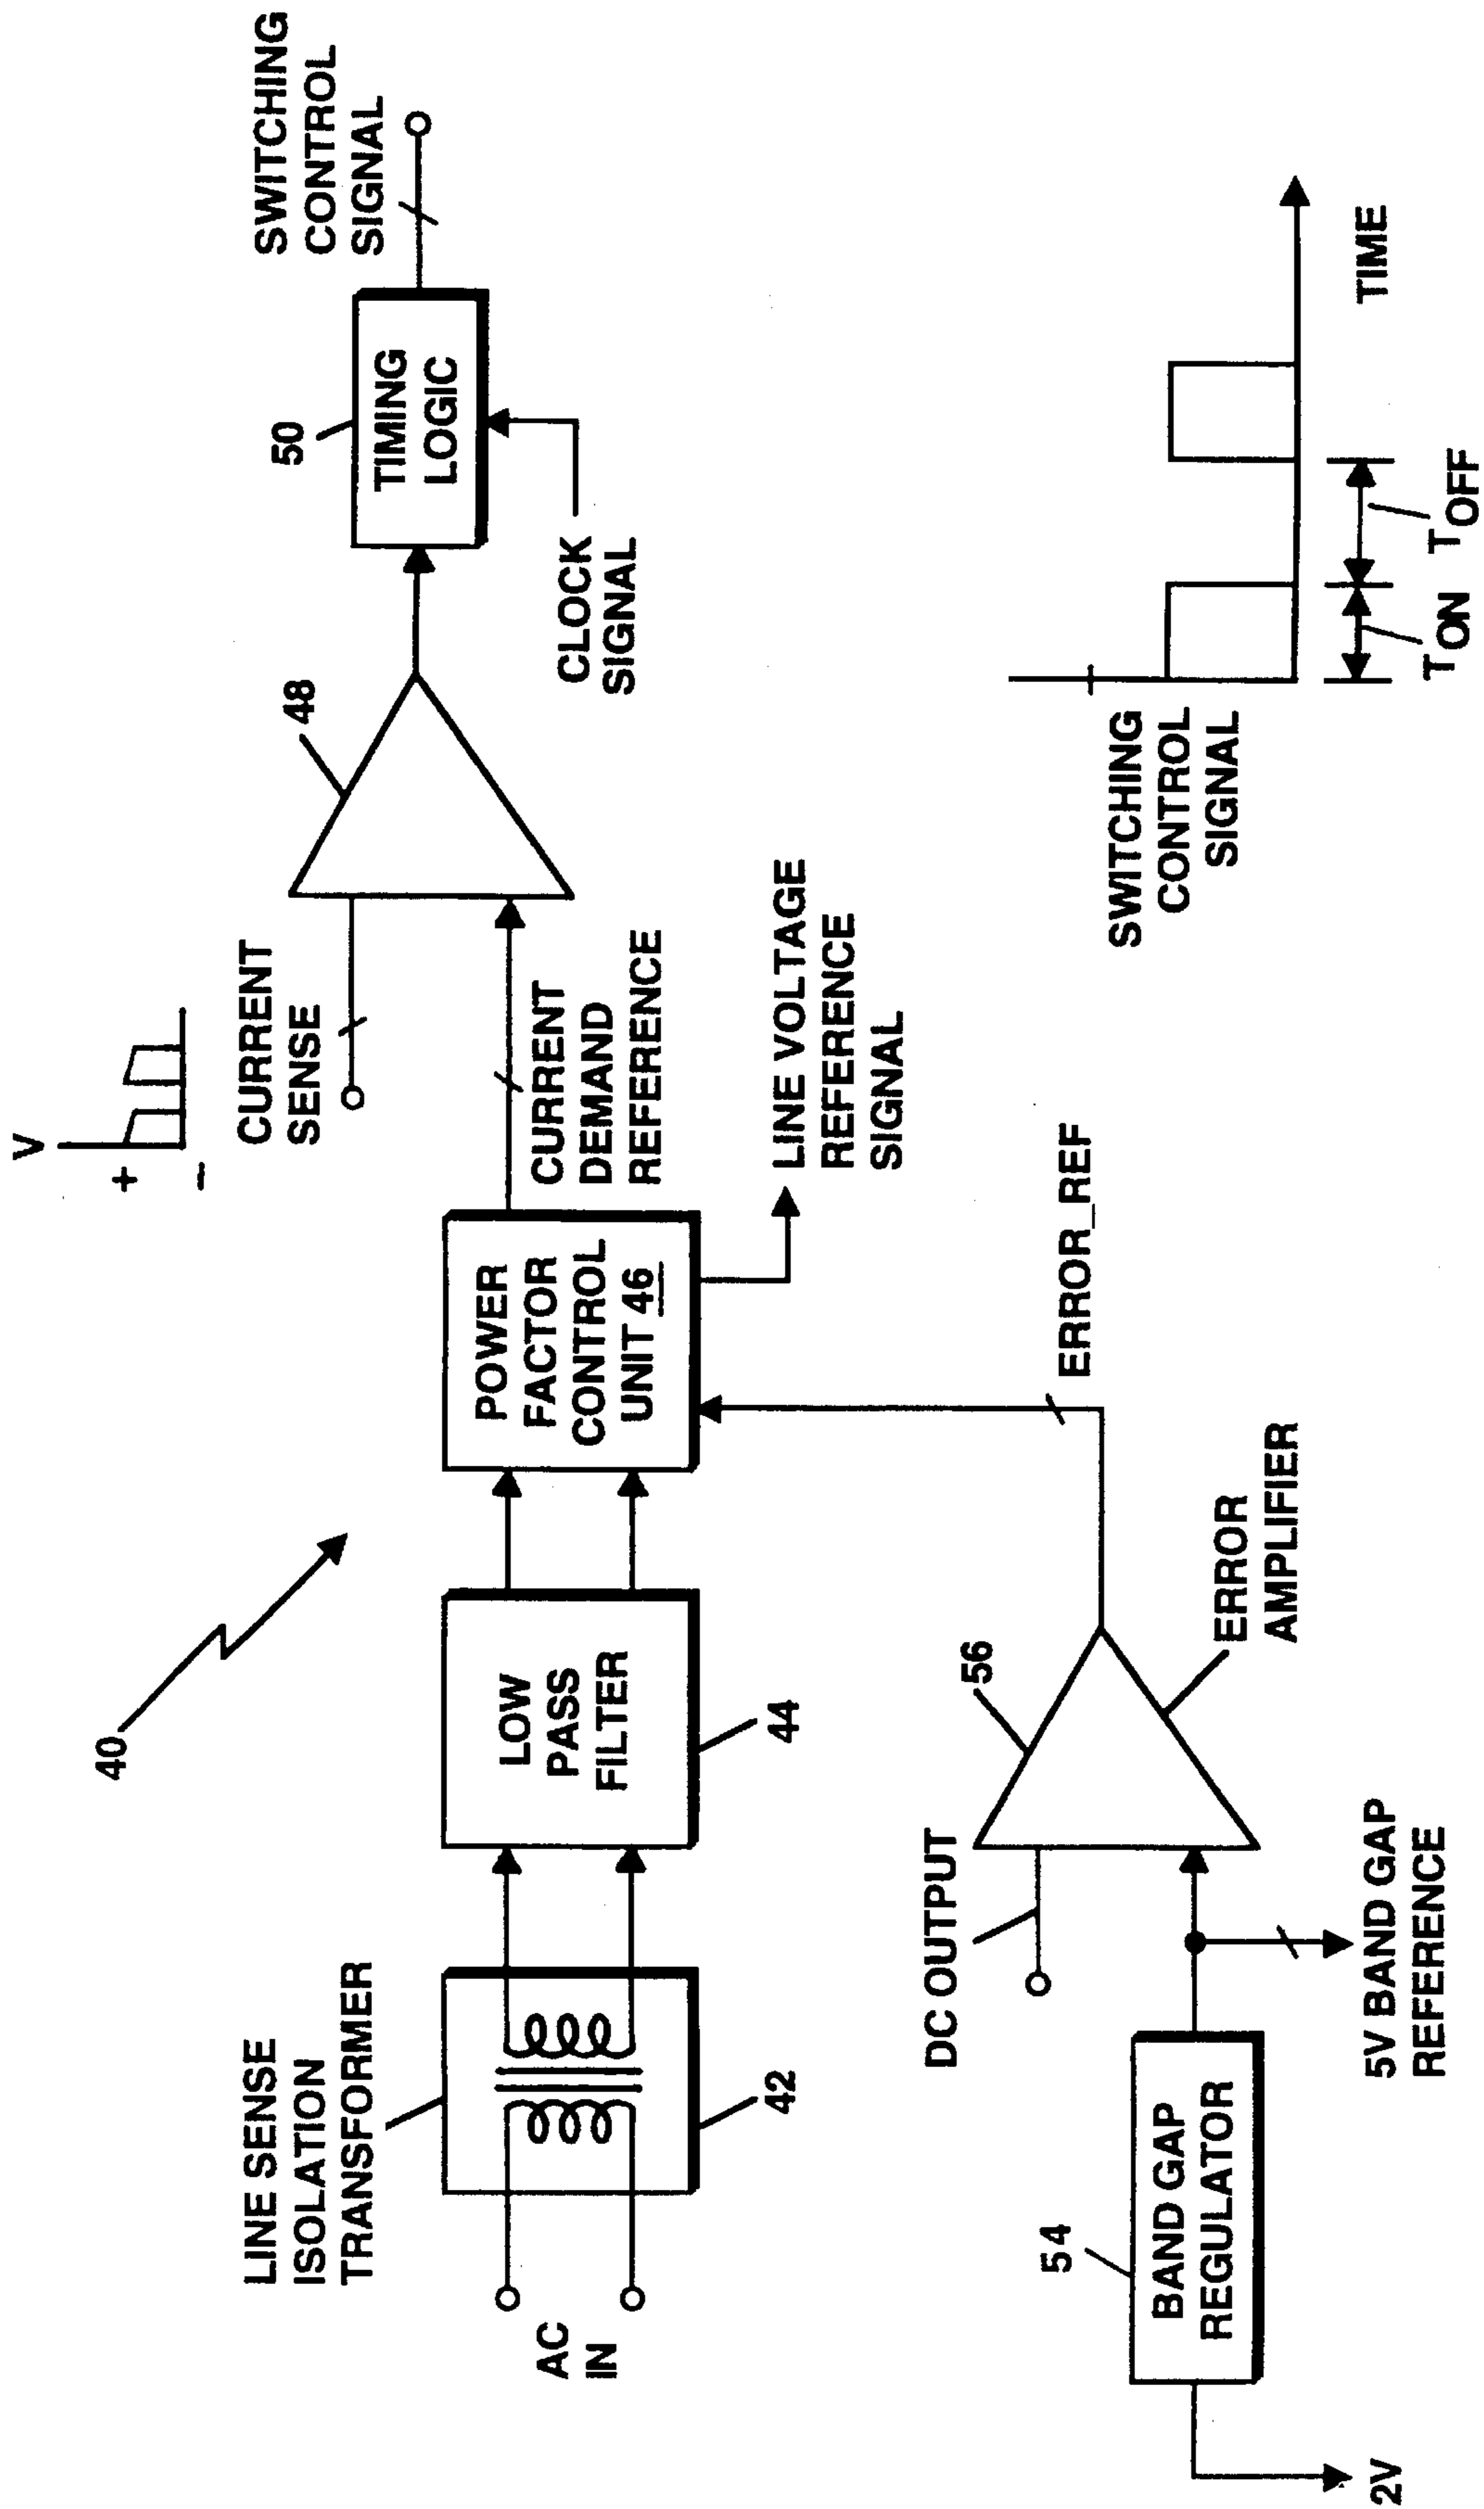 40
LINE SENSE
ISOLATION
TRANSFORMER
AC
IN
42
LOW
PASS
FILTER
44
POWER
FACTOR
CONTROL
UNIT 46
V
+
−
CURRENT
SENSE
CURRENT
DEMAND
REFERENCE
LINE VOLTAGE
REFERENCE
SIGNAL
48
50
TIMING
LOGIC
CLOCK
SIGNAL
SWITCHING
CONTROL
SIGNAL
2V
54
BAND GAP
REGULATOR
5V BAND GAP
REFERENCE
DC OUTPUT
56
ERROR
AMPLIFIER
ERROR_REF
SWITCHING
CONTROL
SIGNAL
T ON
T OFF
TIME